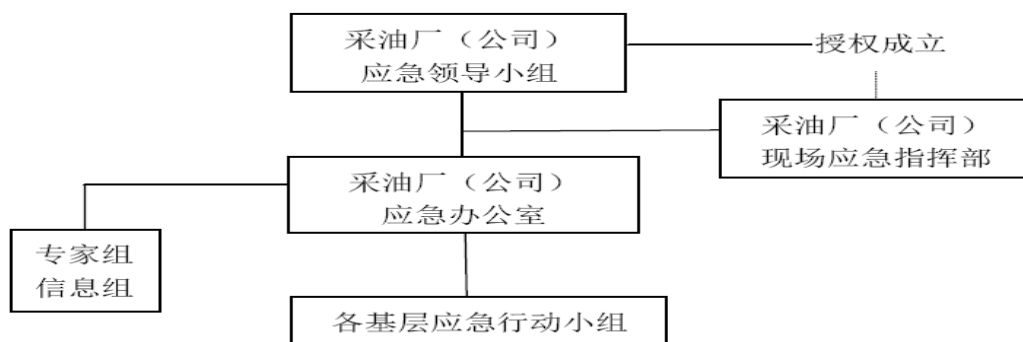 采油厂（公司）
应急领导小组
授权成立
采油厂（公司）
现场应急指挥部
采油厂（公司）
应急办公室
专家组
信息组
各基层应急行动小组